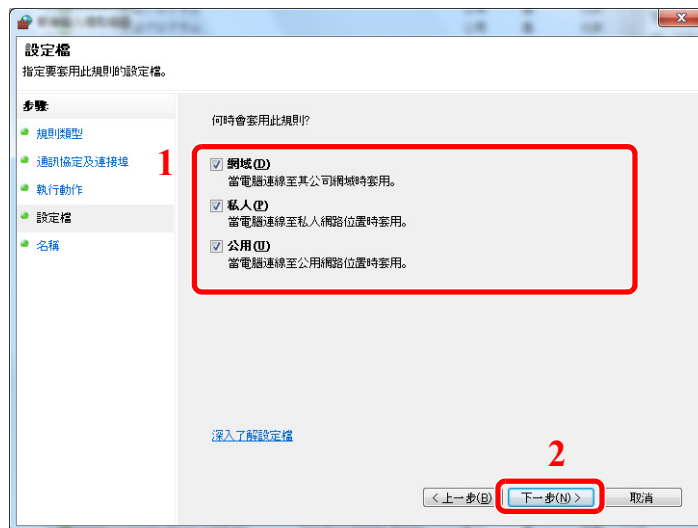 設定檔
指定要套用此規則的設定檔。
步驟:
規則類型
通訊協定及連接埠
執行動作
設定檔
名稱
何時會套用此規則?
1
網域(D)
當電腦連線至其公司網域時套用。
私人(P)
當電腦連線至私人網路位置時套用。
公用(U)
當電腦連線至公用網路位置時套用。
深入了解設定檔
2
< 上一步(B)
下一步(N) >
取消